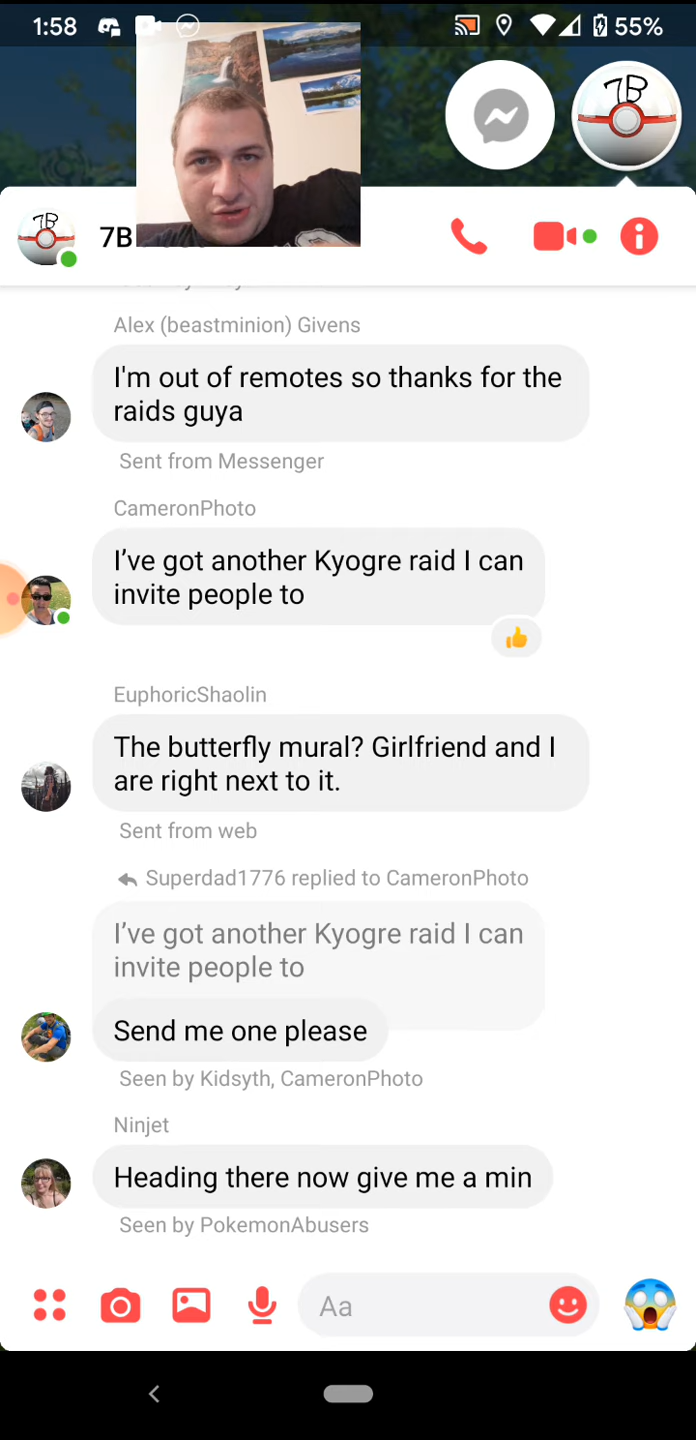 1:58
55%
7B
7B
7B
Alex (beastminion) Givens
I'm out of remotes so thanks for the
raids guya
Sent from Messenger
CameronPhoto
I’ve got another Kyogre raid I can
invite people to
EuphoricShaolin
The butterfly mural? Girlfriend and I
are right next to it.
Sent from web
Superdad1776 replied to CameronPhoto
I’ve got another Kyogre raid I can
invite people to
Send me one please
Seen by Kidsyth, CameronPhoto
Ninjet
Heading there now give me a min
Seen by PokemonAbusers
Aa